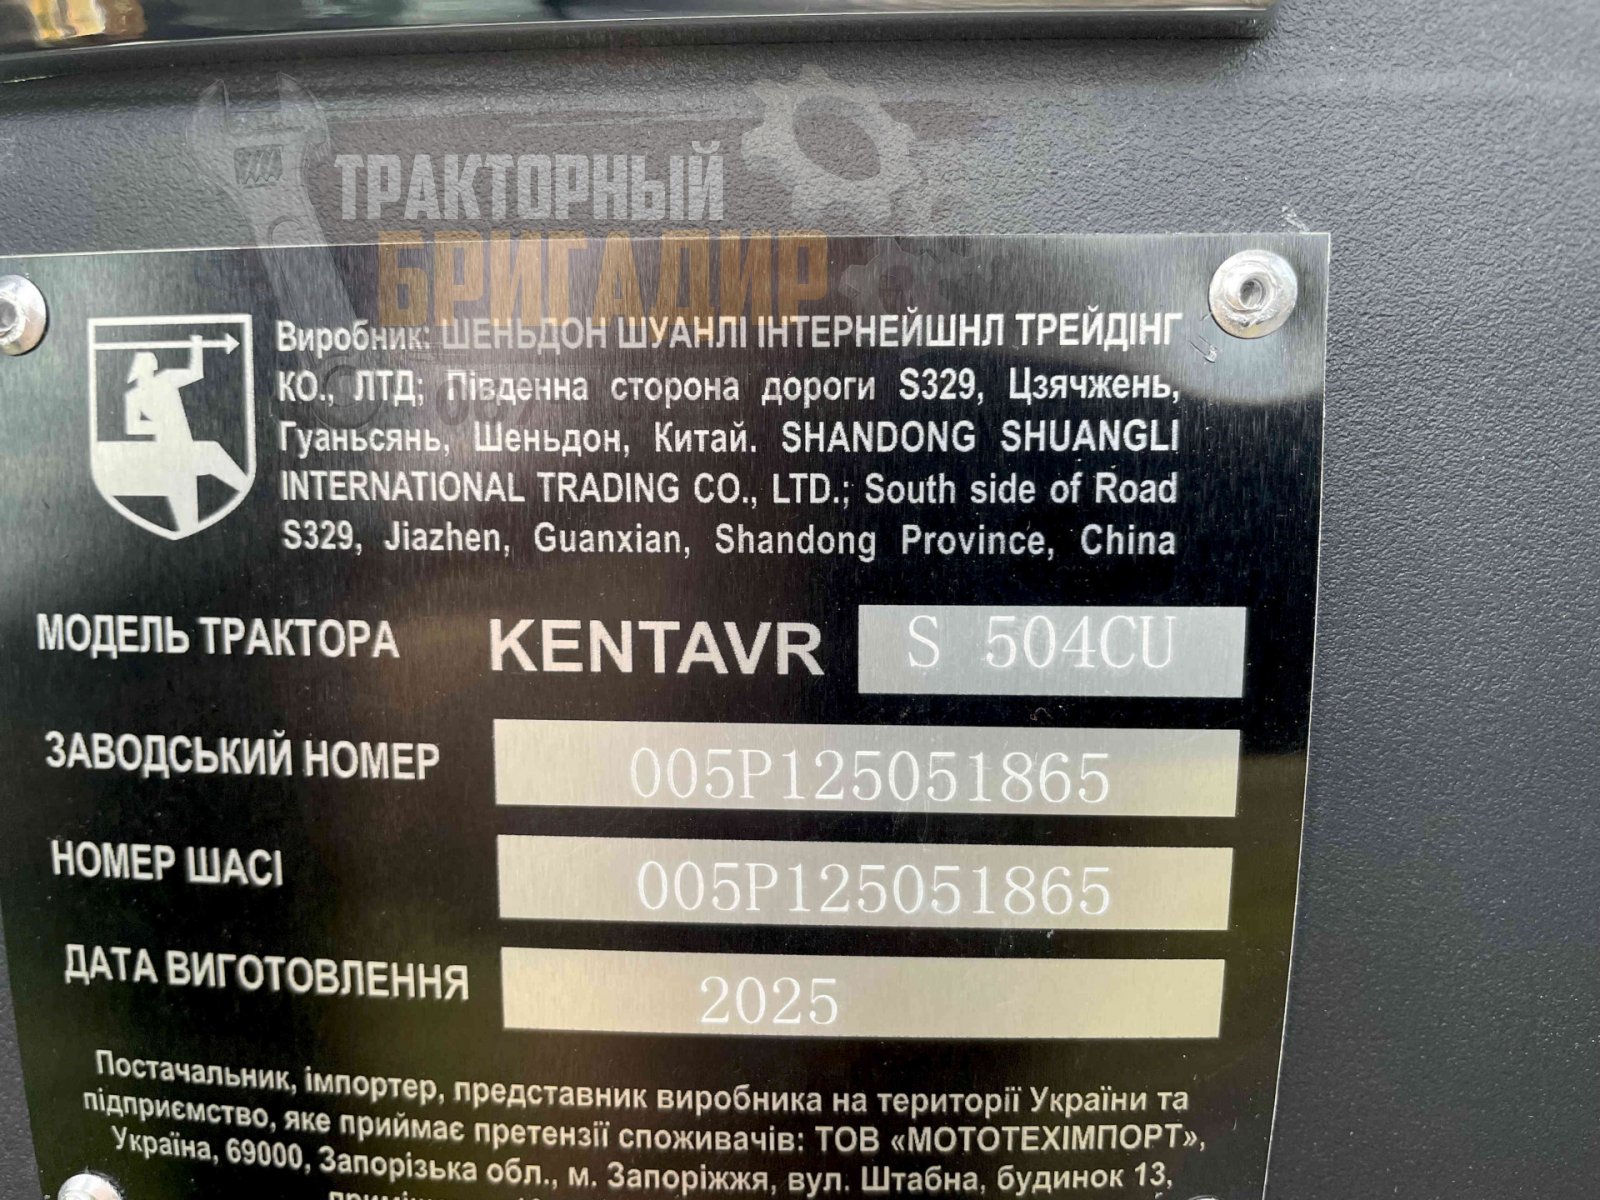 ТРАКТОРНЫЙ
БРИГАДИР
Виробник: ШЕНЬДОН ШУАНЛІ ІНТЕРНЕЙШНЛ ТРЕЙДІНГ
КО., ЛТД; Південна сторона дороги S329, Цзячжень,
Гуаньсянь, Шеньдон, Китай. SHANDONG SHUANGLI
INTERNATIONAL TRADING CO., LTD.; South side of Road
S329, Jiazhen, Guanxian, Shandong Province, China
МОДЕЛЬ ТРАКТОРА KENTAVR S 504CU
ЗАВОДСЬКИЙ НОМЕР 005P125051865
НОМЕР ШАСІ 005P125051865
ДАТА ВИГОТОВЛЕННЯ 2025
Постачальник, імпортер, представник виробника на території України та
підприємство, яке приймає претензії споживачів: ТОВ «МОТОТЕХІМПОРТ»,
Україна, 69000, Запорізька обл., м. Запоріжжя, вул. Штабна, будинок 13,